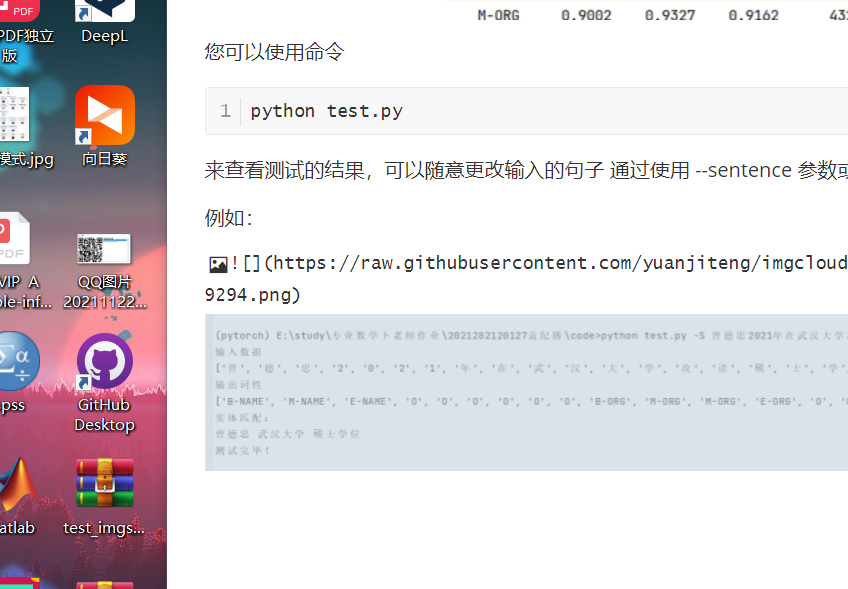 PDF
PDF独立
版
DeepL
模式.jpg
向日葵
PDF
VIP_A
ple-inf...
QQ图片
20211122...
spss
GitHub
Desktop
atlab
test_imgs...
M-ORG 0.9002 0.9327 0.9162 432
您可以使用命令
1 python test.py
来查看测试的结果，可以随意更改输入的句子 通过使用 --sentence 参数或
例如：
![](https://raw.githubusercontent.com/yuanjiteng/imgcloud
9294.png)
(pytorch) E:\study\专业数学卜老师作业\2021282120127袁纪腾\code>python test.py -S 曾德忠2021年在武汉大学
输入数据
['曾', '德', '忠', '2', '0', '2', '1', '年', '在', '武', '汉', '大', '学', '攻', '读', '硕', '士', '学',
输出词性
['B-NAME', 'M-NAME', 'E-NAME', 'O', 'O', 'O', 'O', 'O', 'O', 'B-ORG', 'M-ORG', 'M-ORG', 'E-ORG', 'O',
实体匹配：
曾德忠 武汉大学 硕士学位
测试完毕！